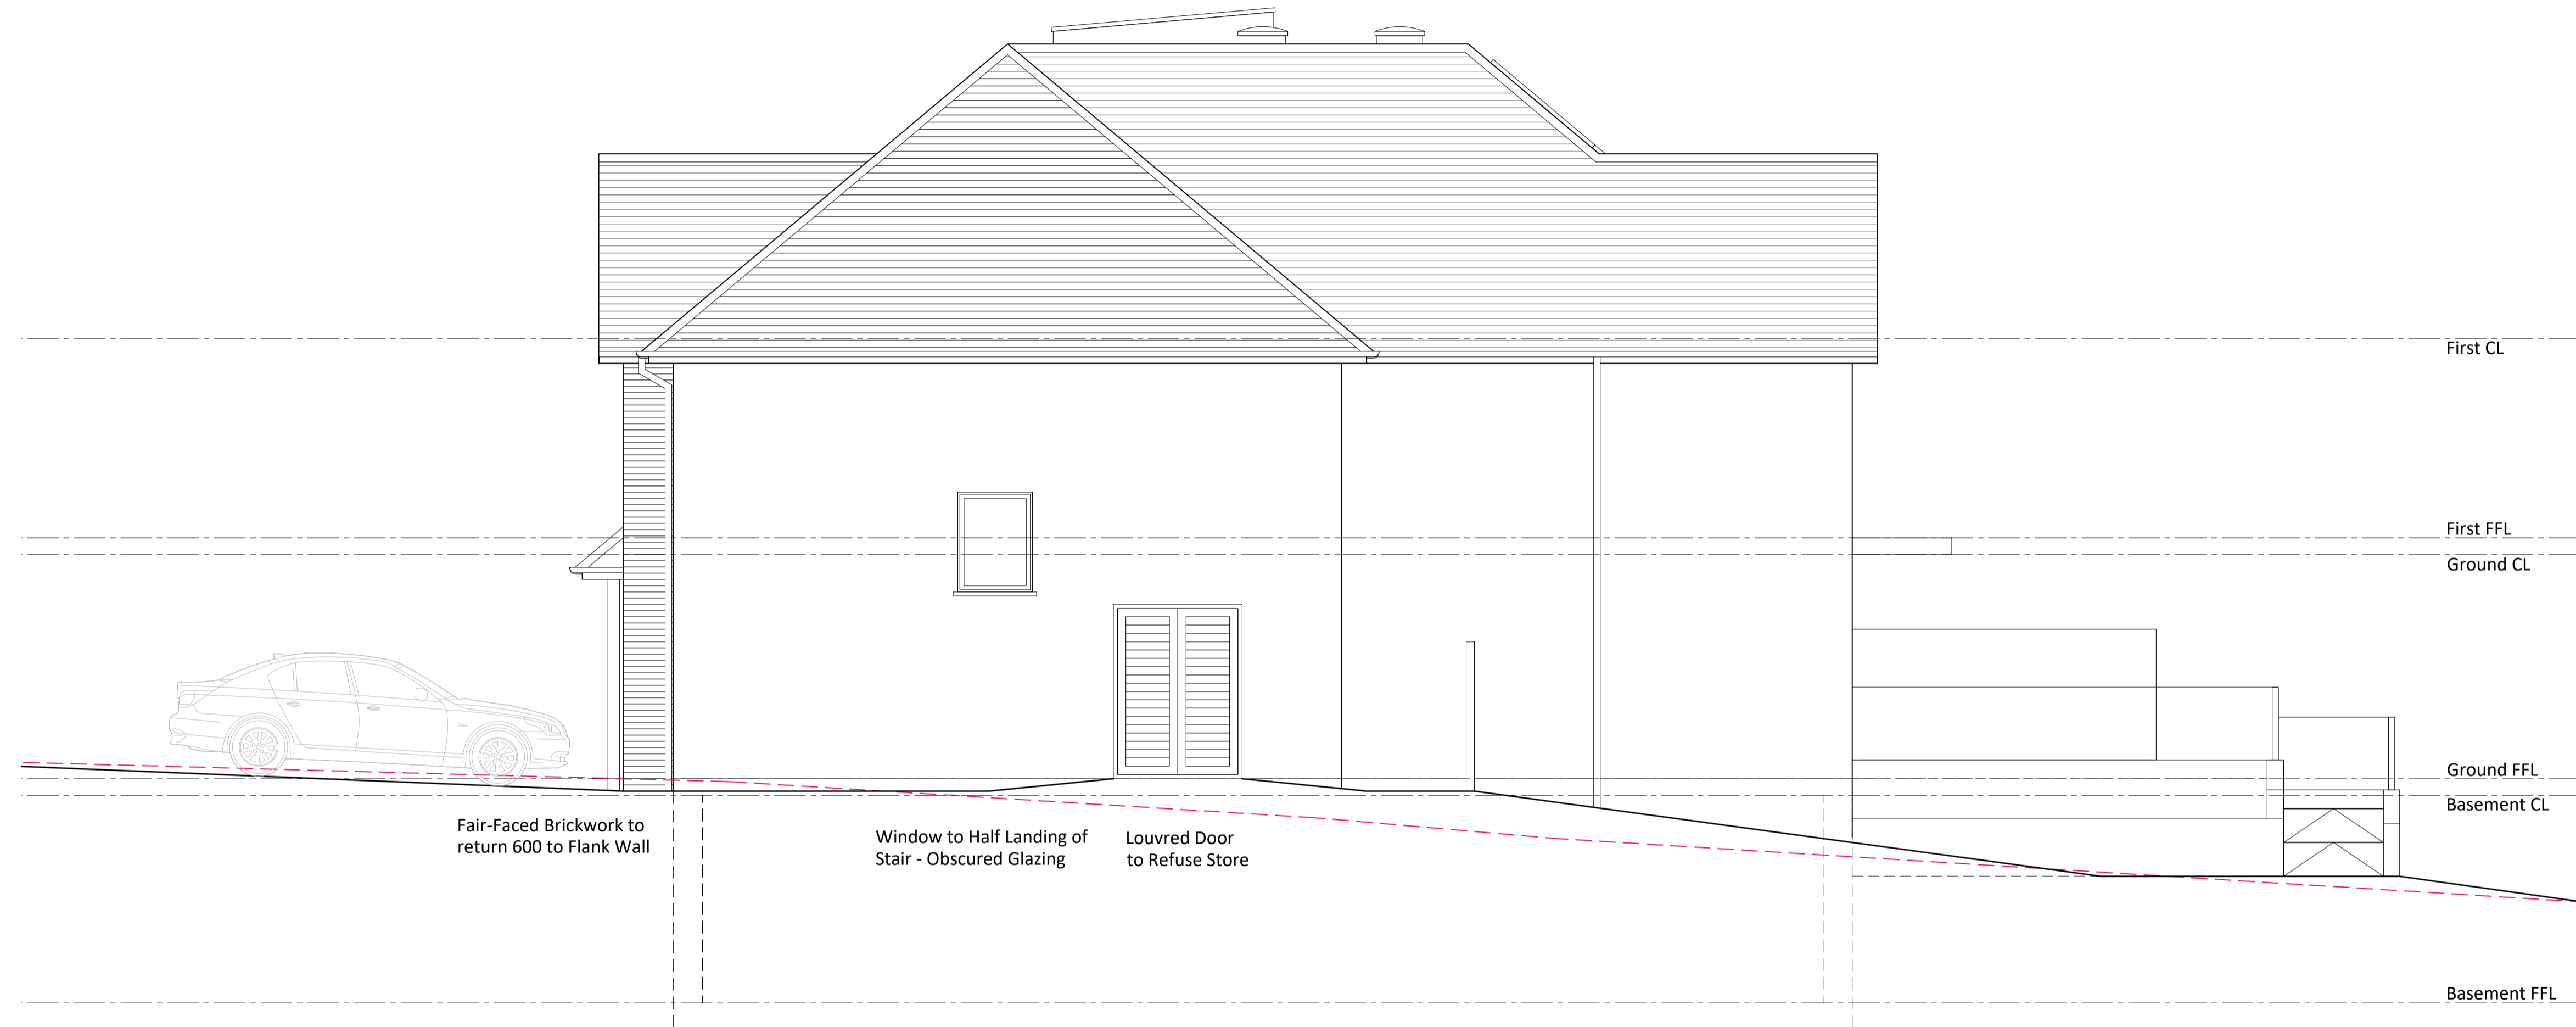 First CL
First FFL
Ground CL
Ground FFL
Basement CL
Fair-Faced Brickwork to
return 600 to Flank Wall
Window to Half Landing of
Stair - Obscured Glazing
Louvred Door
to Refuse Store
Basement FFL